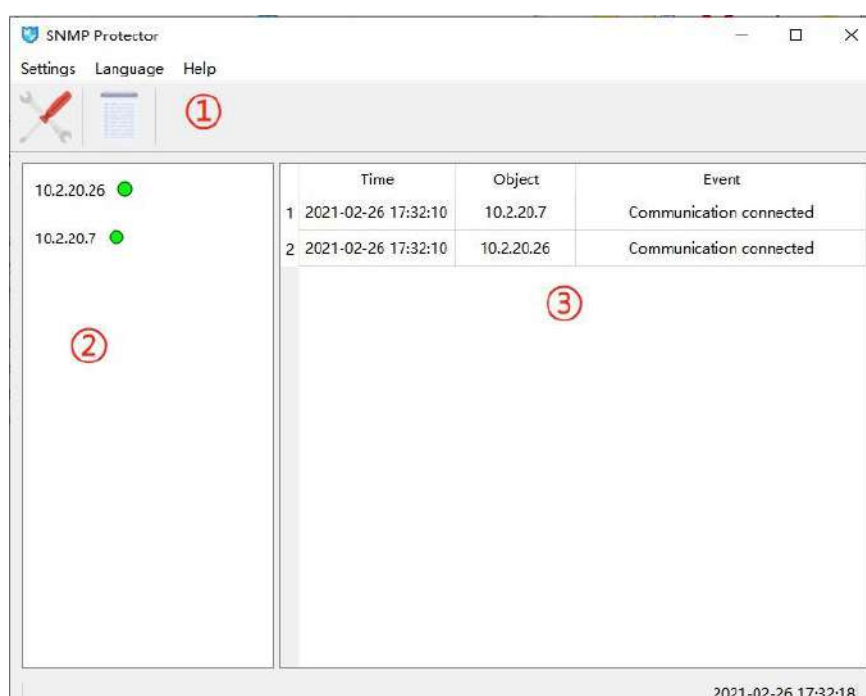 SNMP Protector
Settings Language Help
①
10.2.20.26
10.2.20.7
②
Time Object Event
1 2021-02-26 17:32:10 10.2.20.7 Communication connected
2 2021-02-26 17:32:10 10.2.20.26 Communication connected
③
2021-02-26 17:32:18